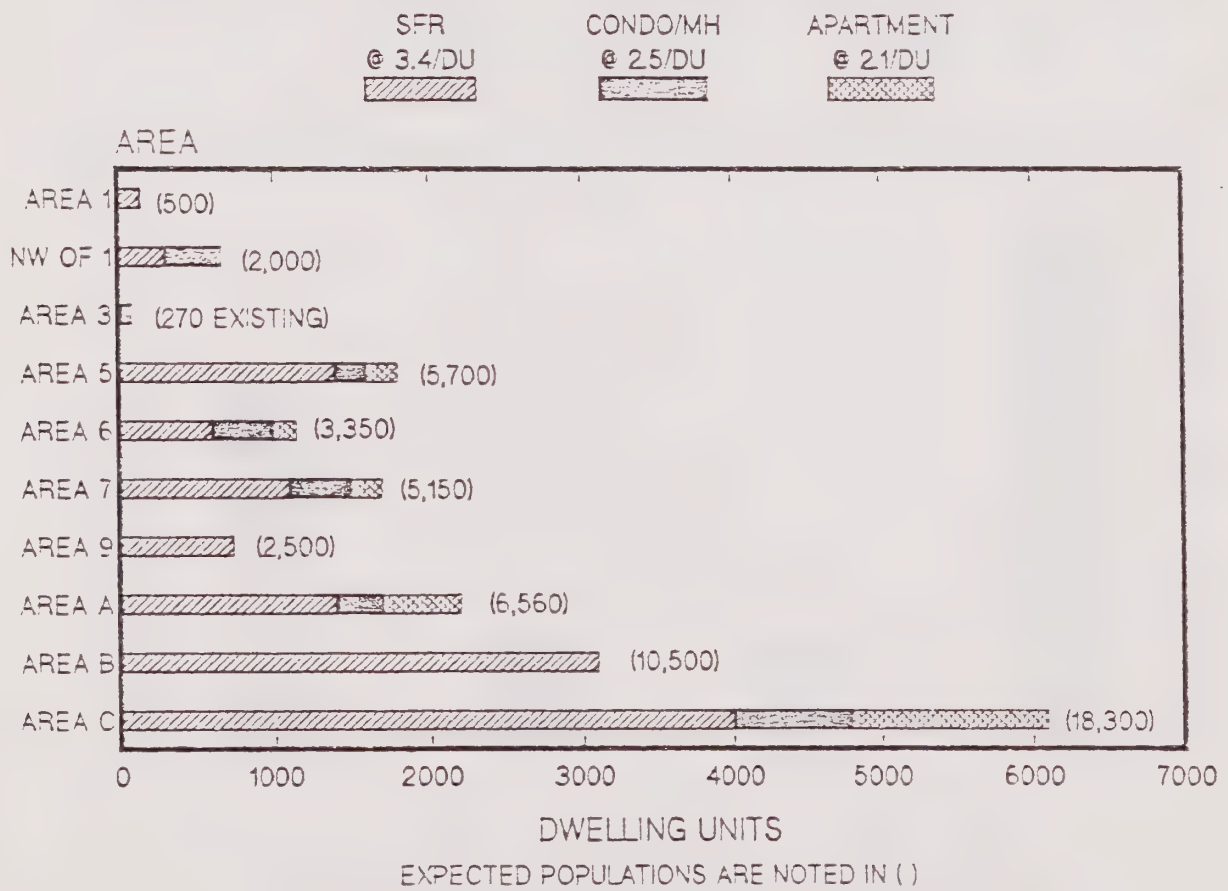 SFR CONDO/MH APARTMENT
@ 3.4/DU @ 2.5/DU @ 2.1/DU
AREA
AREA 1 (500)
NW OF 1 (2,000)
AREA 3 (270 EXISTING)
AREA 5 (5,700)
AREA 6 (3,350)
AREA 7 (5,150)
AREA 9 (2,500)
AREA A (6,560)
AREA B (10,500)
AREA C (18,300)
0 1000 2000 3000 4000 5000 6000 7000
DWELLING UNITS
EXPECTED POPULATIONS ARE NOTED IN ( )